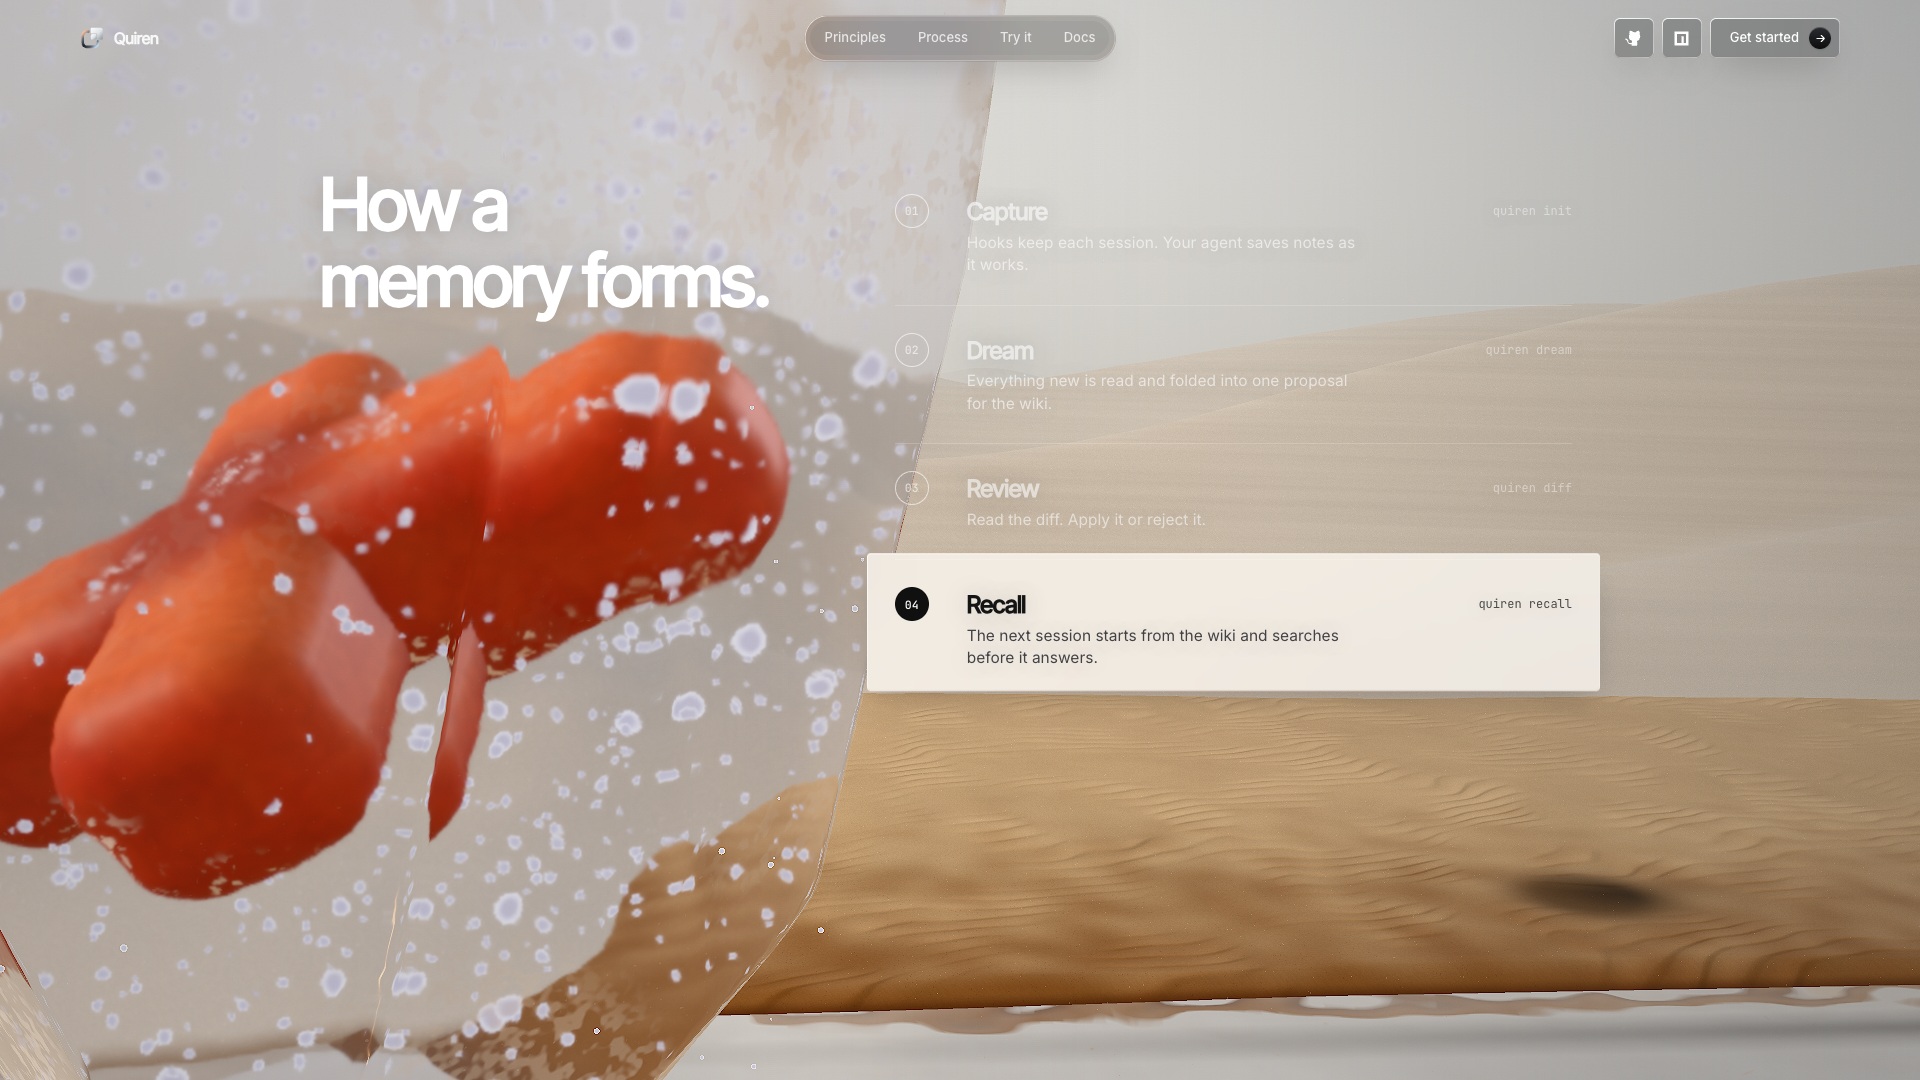 Quiren
Principles
Process
Try it
Docs
Get started
How a
memory forms.
01
Capture
quiren init
Hooks keep each session. Your agent saves notes as
it works.
02
Dream
quiren dream
Everything new is read and folded into one proposal
for the wiki.
03
Review
quiren diff
Read the diff. Apply it or reject it.
04
Recall
quiren recall
The next session starts from the wiki and searches
before it answers.